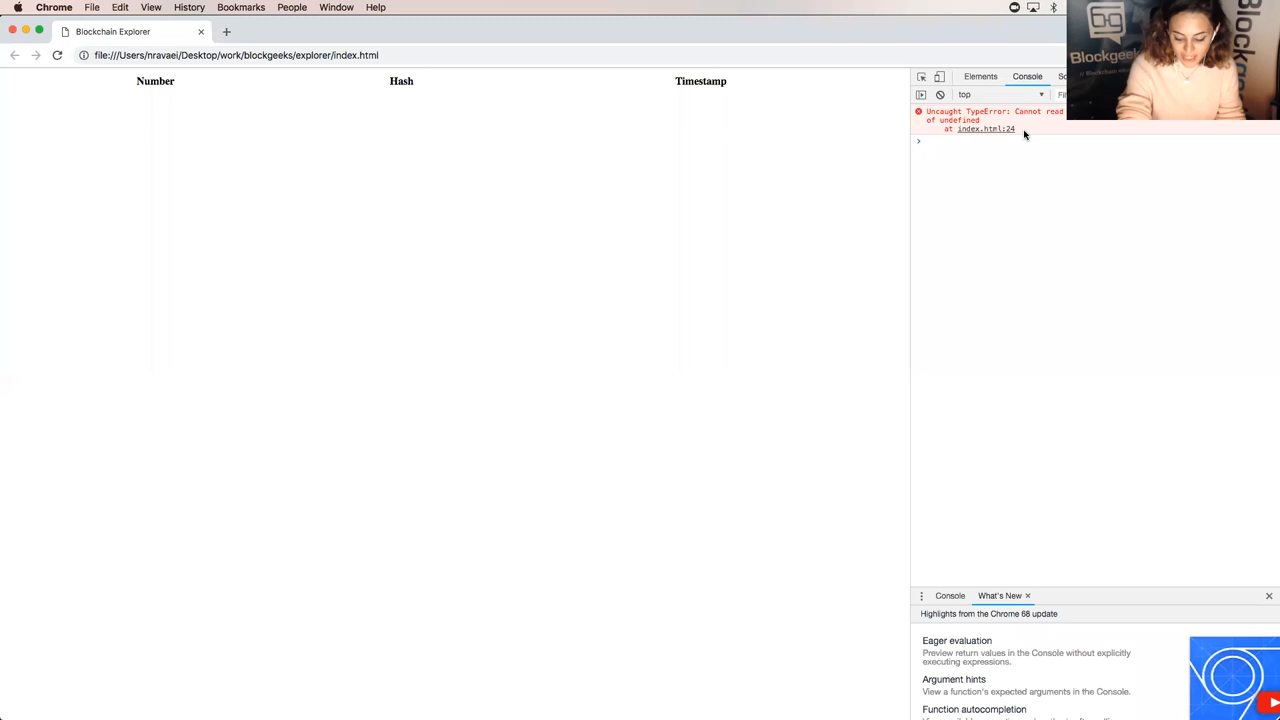 Chrome File Edit View History Bookmarks People Window Help
Blockchain Explorer
file:///Users/nravaei/Desktop/work/blockgeeks/explorer/index.html
Number Hash Timestamp
Blockgeek
// Blockchain
Blockge
Elements Console
top
Uncaught TypeError: Cannot read
of undefined
at index.html:24
Console What's New
Highlights from the Chrome 68 update
Eager evaluation
Preview return values in the Console without explicitly
executing expressions.
Argument hints
View a function's expected arguments in the Console.
Function autocompletion